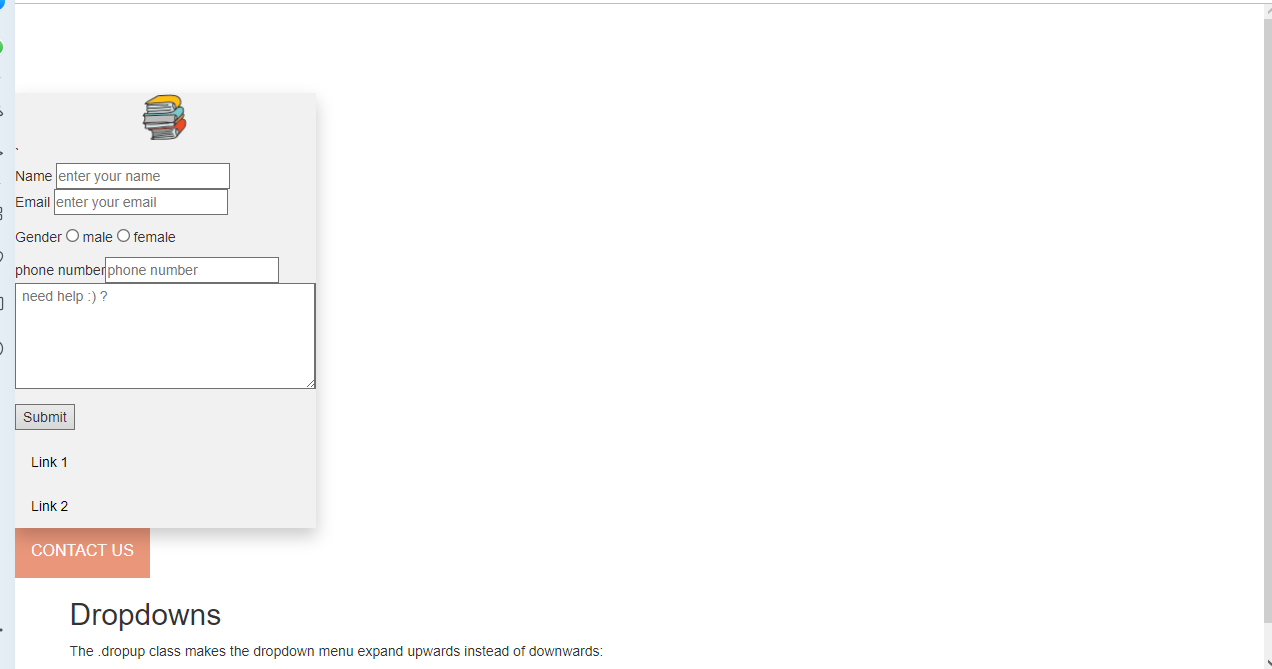 `
Name enter your name
Email enter your email
Gender male female
phone number phone number
need help :) ?
Submit
Link 1
Link 2
CONTACT US
Dropdowns
The .dropup class makes the dropdown menu expand upwards instead of downwards: